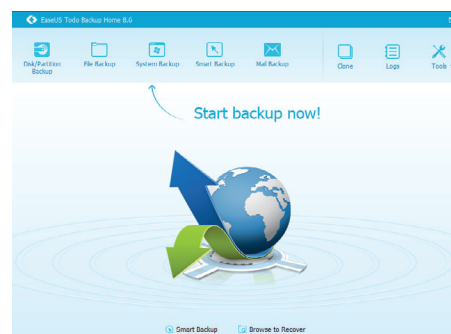 EaseUS Todo Backup Home 8.0
Disk/Partition Backup
File Backup
System Backup
Smart Backup
Mail Backup
Clone
Logs
Tools
Start backup now!
Smart Backup
Browse to Recover